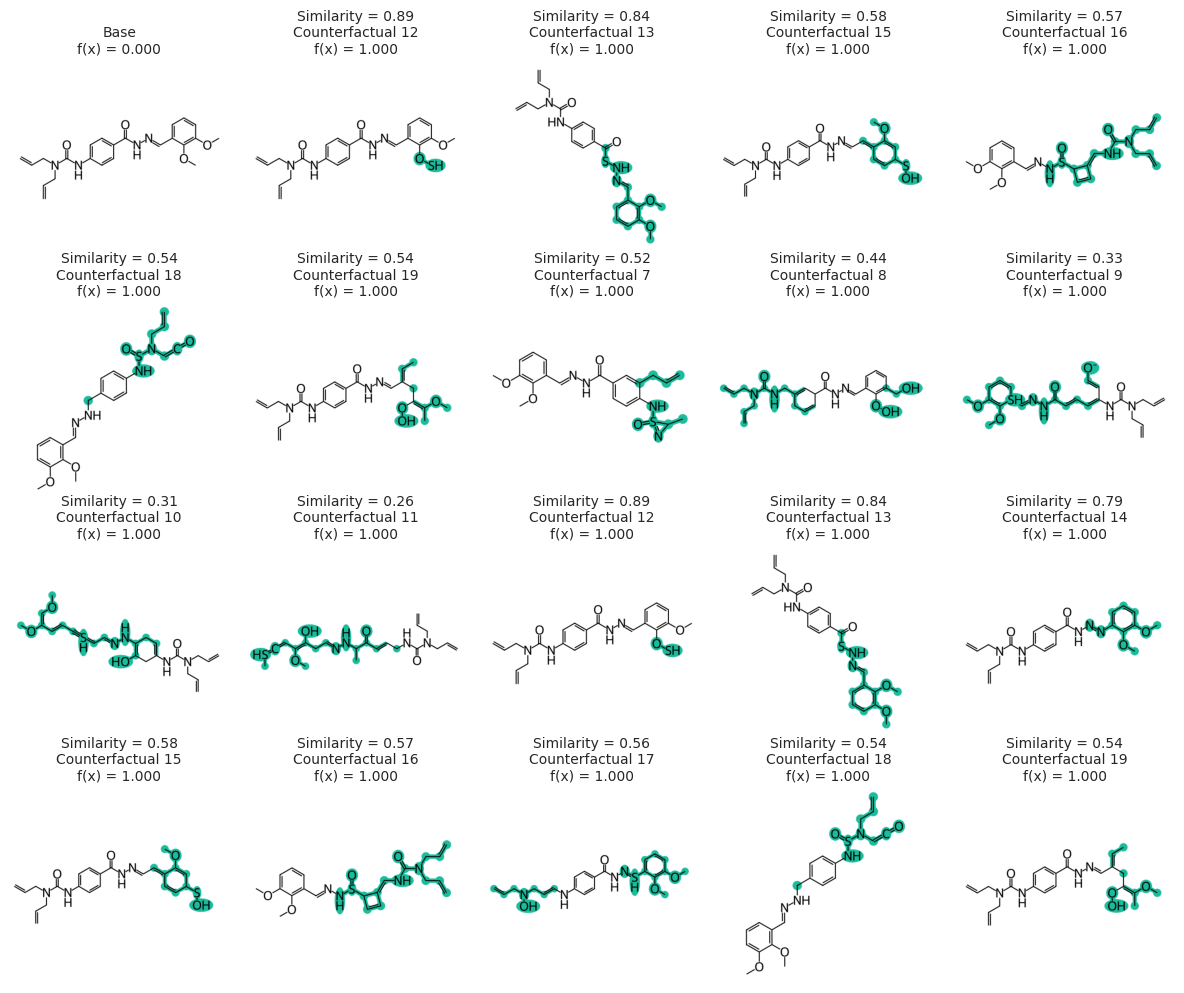 Base
f(x) = 0.000
Similarity = 0.89
Counterfactual 12
f(x) = 1.000
Similarity = 0.84
Counterfactual 13
f(x) = 1.000
Similarity = 0.58
Counterfactual 15
f(x) = 1.000
Similarity = 0.57
Counterfactual 16
f(x) = 1.000
Similarity = 0.54
Counterfactual 18
f(x) = 1.000
Similarity = 0.54
Counterfactual 19
f(x) = 1.000
Similarity = 0.52
Counterfactual 7
f(x) = 1.000
Similarity = 0.44
Counterfactual 8
f(x) = 1.000
Similarity = 0.33
Counterfactual 9
f(x) = 1.000
Similarity = 0.31
Counterfactual 10
f(x) = 1.000
Similarity = 0.26
Counterfactual 11
f(x) = 1.000
Similarity = 0.89
Counterfactual 12
f(x) = 1.000
Similarity = 0.84
Counterfactual 13
f(x) = 1.000
Similarity = 0.79
Counterfactual 14
f(x) = 1.000
Similarity = 0.58
Counterfactual 15
f(x) = 1.000
Similarity = 0.57
Counterfactual 16
f(x) = 1.000
Similarity = 0.56
Counterfactual 17
f(x) = 1.000
Similarity = 0.54
Counterfactual 18
f(x) = 1.000
Similarity = 0.54
Counterfactual 19
f(x) = 1.000